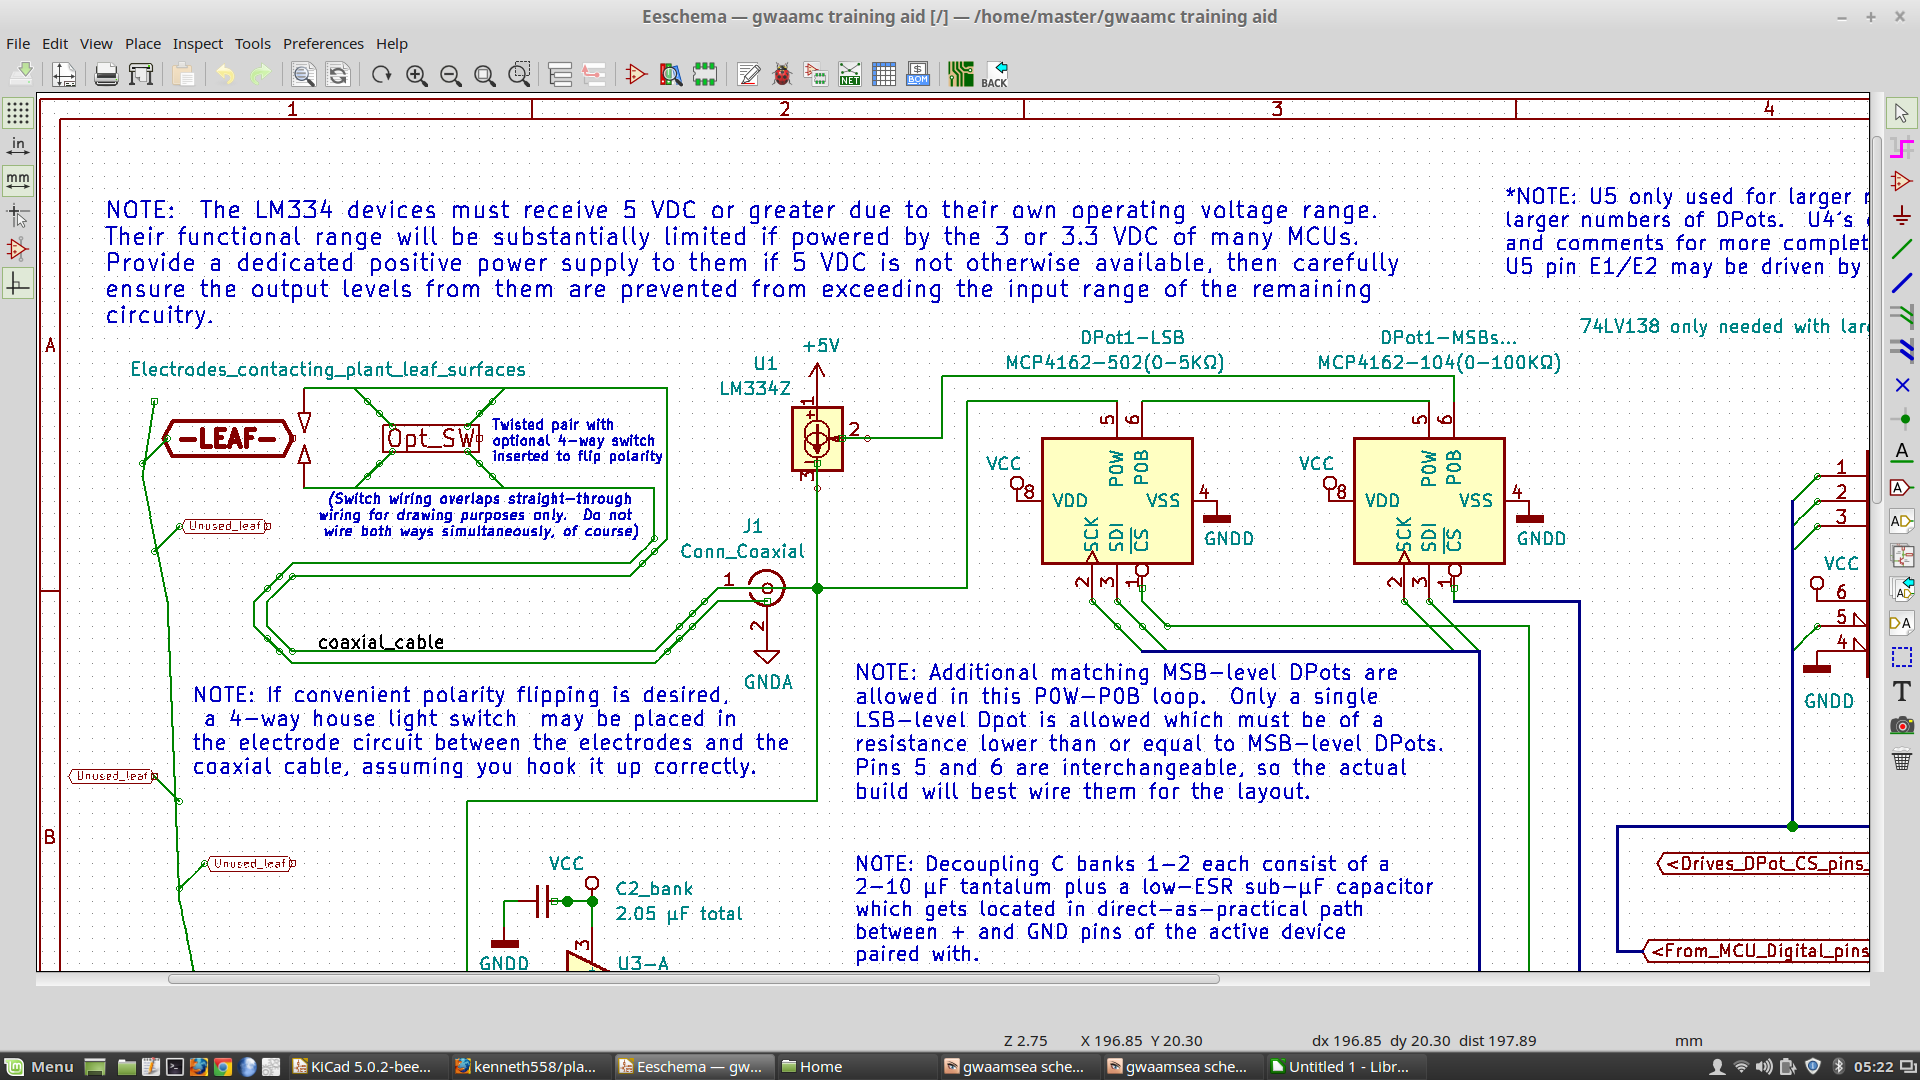 Eeschema — gwaamc training aid [/] — /home/master/gwaamc training aid
File Edit View Place Inspect Tools Preferences Help
NET
BOM
BACK
in
mm
1 2 3 4
A
B
NOTE: The LM334 devices must receive 5 VDC or greater due to their own operating voltage range.
Their functional range will be substantially limited if powered by the 3 or 3.3 VDC of many MCUs.
Provide a dedicated positive power supply to them if 5 VDC is not otherwise available, then carefully
ensure the output levels from them are prevented from exceeding the input range of the remaining
circuitry.
*NOTE: U5 only used for larger
larger numbers of DPots. U4's
and comments for more complet
U5 pin E1/E2 may be driven by
74LV138 only needed with lar
Electrodes_contacting_plant_leaf_surfaces
-LEAF-
Opt_SW
Twisted pair with
optional 4-way switch
inserted to flip polarity
(Switch wiring overlaps straight-through
wiring for drawing purposes only. Do not
wire both ways simultaneously, of course)
Unused_leaf
coaxial_cable
+5V
U1
LM334Z
1
2
3
J1
Conn_Coaxial
1
2
GNDA
DPot1-LSB
MCP4162-502(0-5KΩ)
5 6
VCC
8
VDD
POW
POB
VSS
4
GNDD
SCK
SDI
CS
2 3 1
DPot1-MSBs...
MCP4162-104(0-100KΩ)
5 6
VCC
8
VDD
POW
POB
VSS
4
GNDD
SCK
SDI
CS
2 3 1
1
2
3
VCC
6
5
4
GNDD
NOTE: If convenient polarity flipping is desired,
a 4-way house light switch may be placed in
the electrode circuit between the electrodes and the
coaxial cable, assuming you hook it up correctly.
Unused_leaf
Unused_leaf
NOTE: Additional matching MSB-level DPots are
allowed in this POW-POB loop. Only a single
LSB-level Dpot is allowed which must be of a
resistance lower than or equal to MSB-level DPots.
Pins 5 and 6 are interchangeable, so the actual
build will best wire them for the layout.
NOTE: Decoupling C banks 1-2 each consist of a
2-10 µF tantalum plus a low-ESR sub-µF capacitor
which gets located in direct-as-practical path
between + and GND pins of the active device
paired with.
VCC
C2_bank
2.05 µF total
3
GNDD
U3-A
<Drives_DPot_CS_pins_
<From_MCU_Digital_pins
Z 2.75 X 196.85 Y 20.30 dx 196.85 dy 20.30 dist 197.89 mm
Menu KiCad 5.0.2-bee... kenneth558/pla... Eeschema — gw... Home gwaamsea sche... gwaamsea sche... Untitled 1 - Libr... 05:22